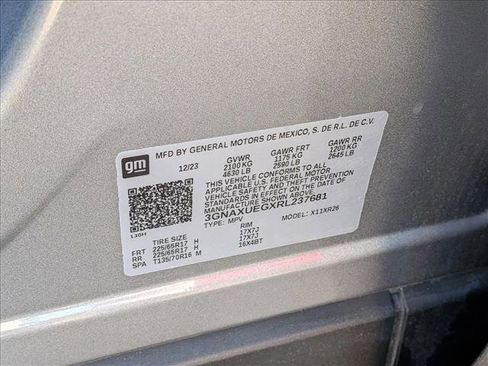 gm
MFD BY GENERAL MOTORS DE MEXICO, S. DE R.L. DE C.V.
12/23 GVWR GAWR FRT GAWR RR
2100 KG 1175 KG 1200 KG
4630 LB 2590 LB 2645 LB
THIS VEHICLE CONFORMS TO ALL
APPLICABLE U.S. FEDERAL MOTOR
VEHICLE SAFETY AND THEFT
PREVENTION STANDARDS IN EFFECT ON THE DATE OF
MANUFACTURE SHOWN ABOVE.
3GNAXUEGXRL237681
TYPE: MPV MODEL: X11XR26
130H
TIRE SIZE RIM
FRT 225/65R17 H 17X7J
RR 225/65R17 H 17X7J
SPA T135/70R16 M 16X4BT